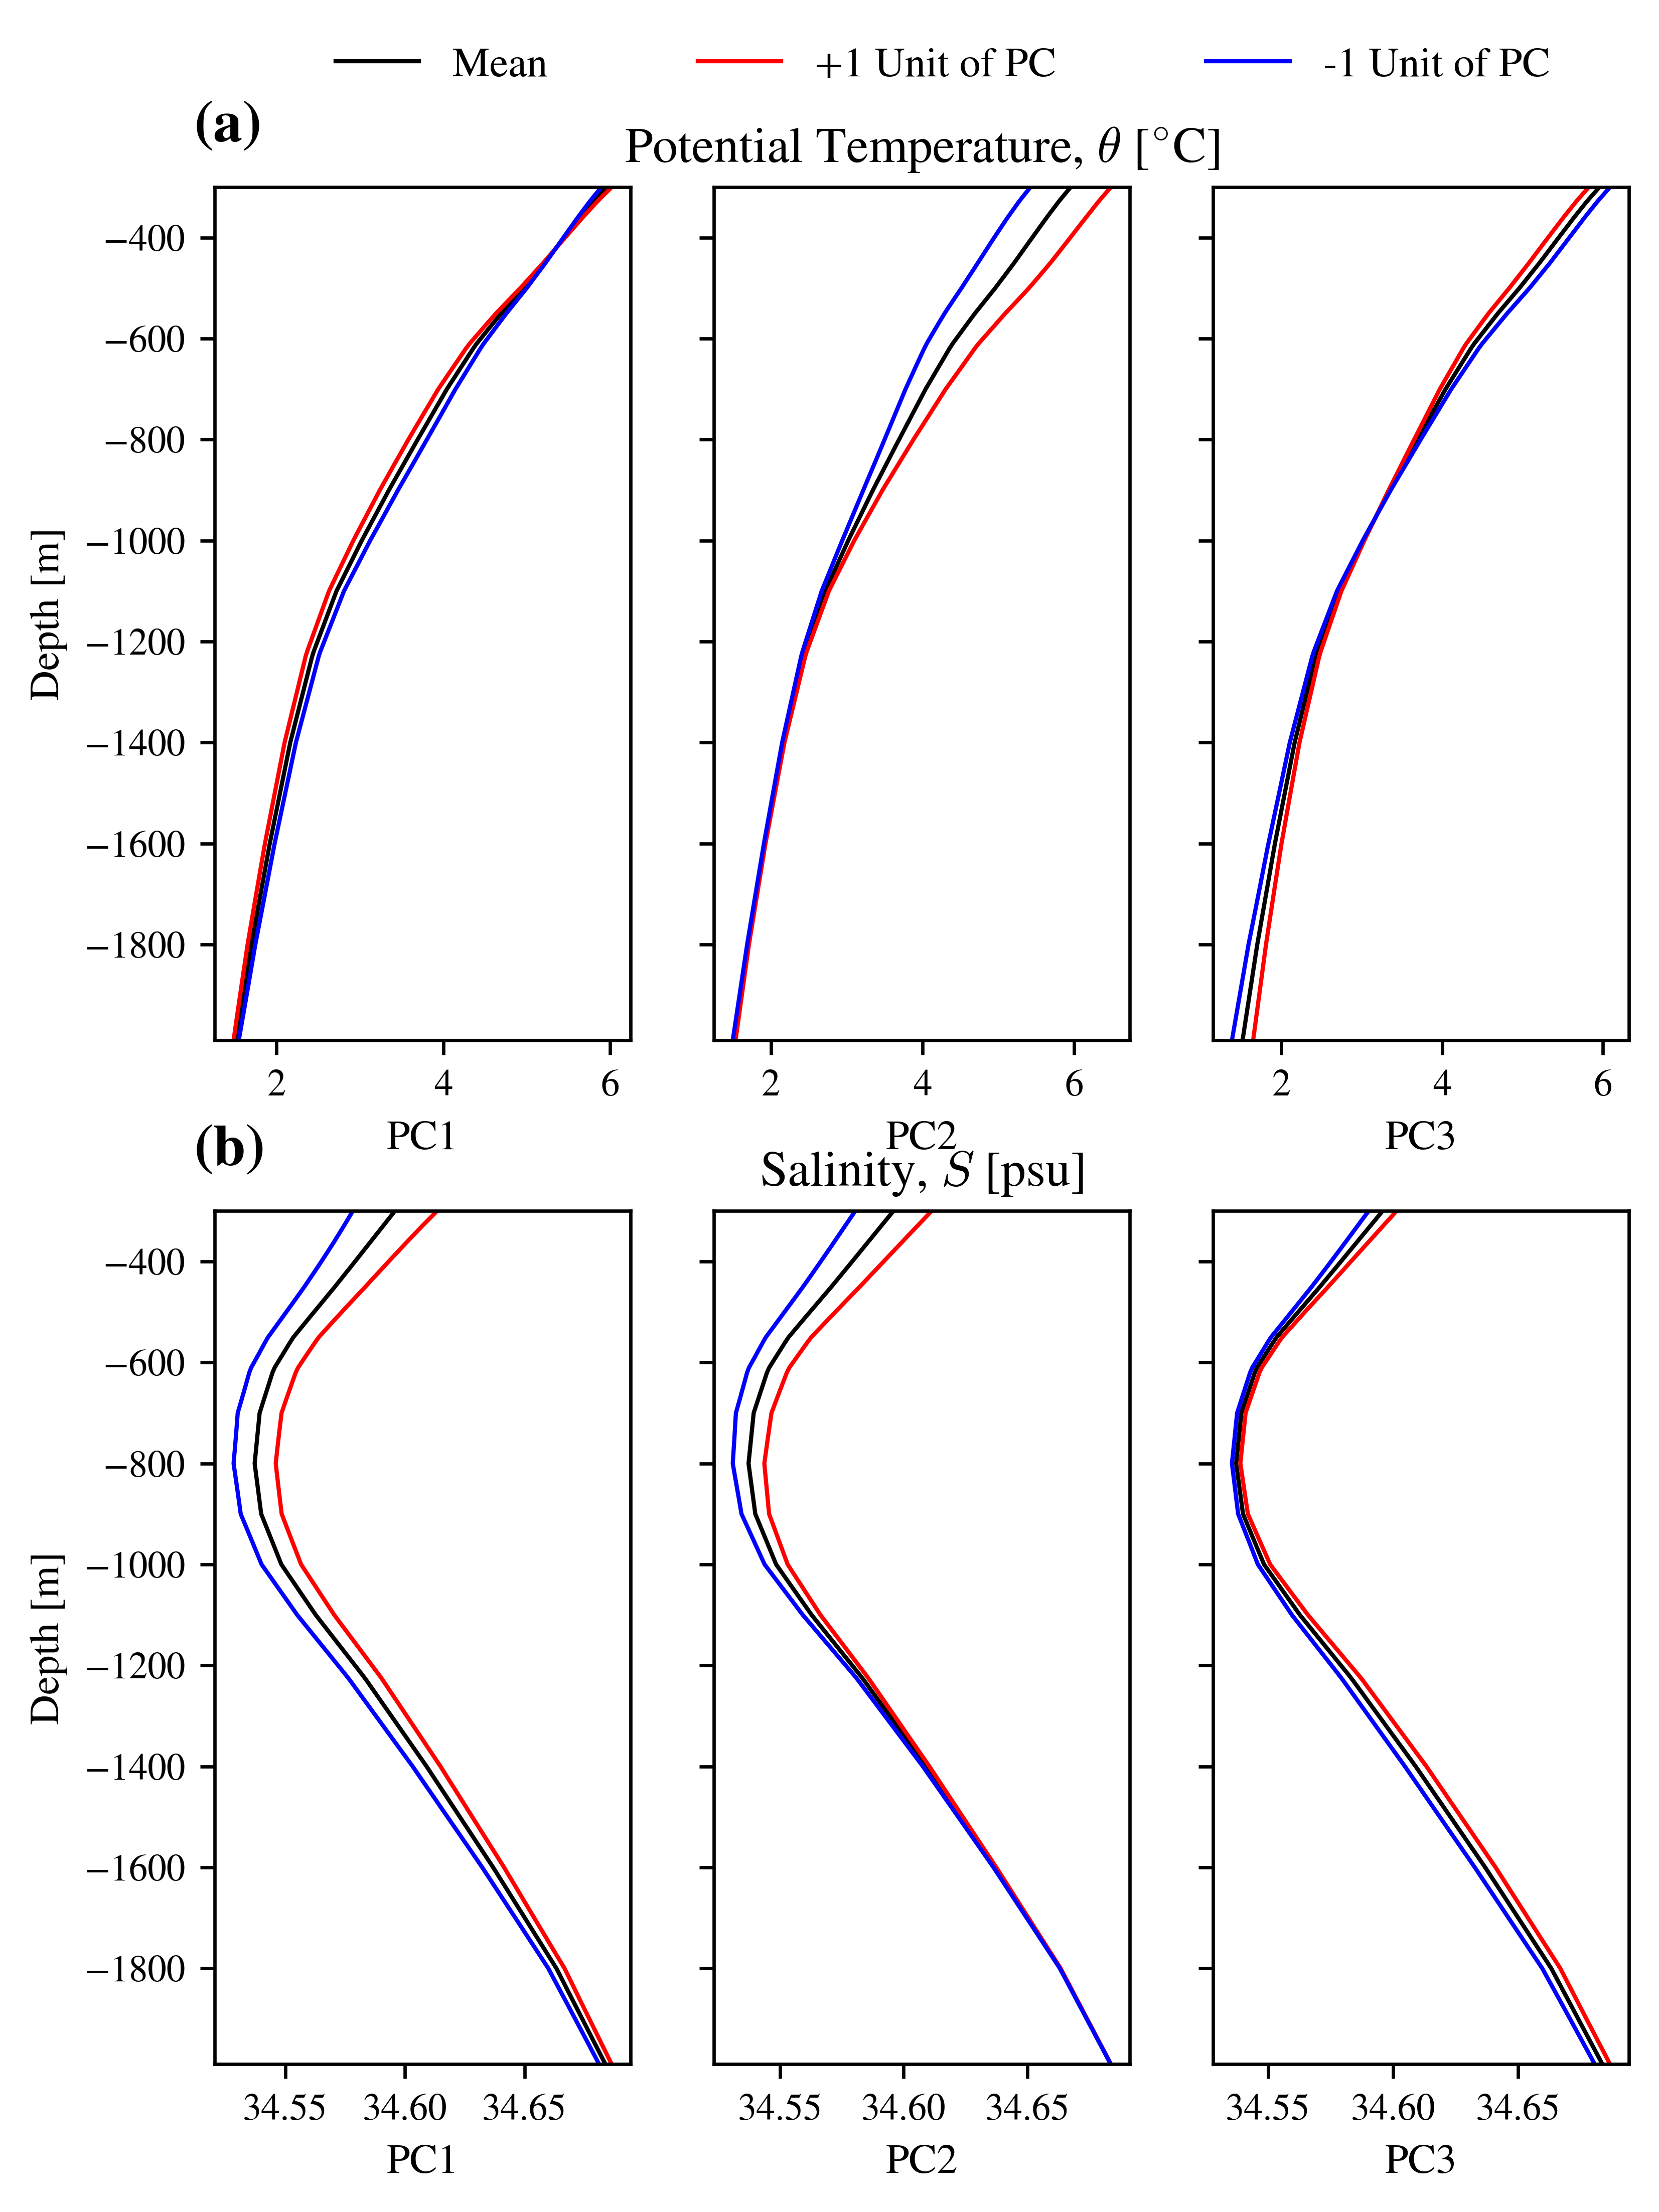 Mean +1 Unit of PC -1 Unit of PC
(a)
Potential Temperature, θ [°C]
−400
−600
−800
−1000
−1200
−1400
−1600
−1800
Depth [m]
2 4 6 2 4 6 2 4 6
PC1 PC2 PC3
(b)
Salinity, S [psu]
−400
−600
−800
−1000
−1200
−1400
−1600
−1800
Depth [m]
34.55 34.60 34.65 34.55 34.60 34.65 34.55 34.60 34.65
PC1 PC2 PC3